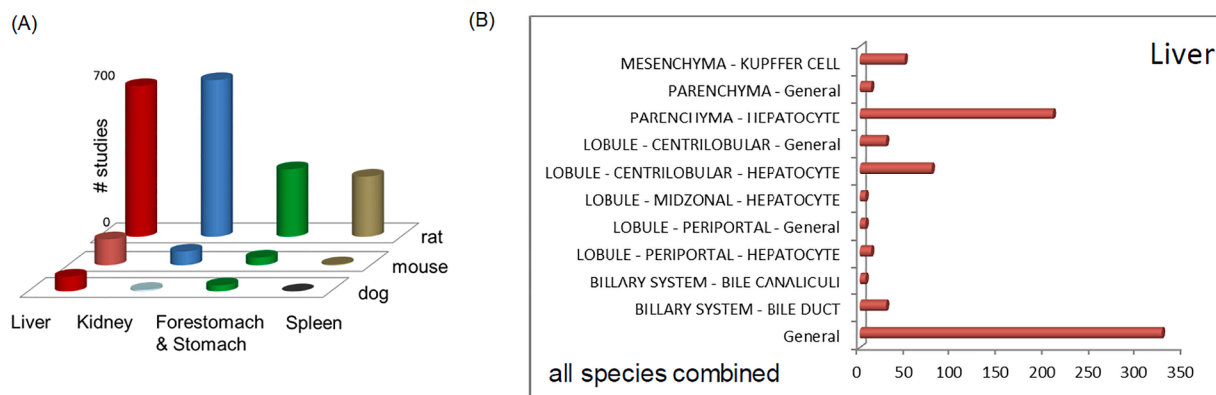 (A)
700
# studies
0
rat
mouse
dog
Liver
Kidney
Forestomach
& Stomach
Spleen
(B)
Liver
MESENCHYMA - KUPFFER CELL
PARENCHYMA - General
PARENCHYMA - HEPATOCYTE
LOBULE - CENTRILOBULAR - General
LOBULE - CENTRILOBULAR - HEPATOCYTE
LOBULE - MIDZONAL - HEPATOCYTE
LOBULE - PERIPORTAL - General
LOBULE - PERIPORTAL - HEPATOCYTE
BILLARY SYSTEM - BILE CANALICULI
BILLARY SYSTEM - BILE DUCT
General
0 50 100 150 200 250 300 350
all species combined